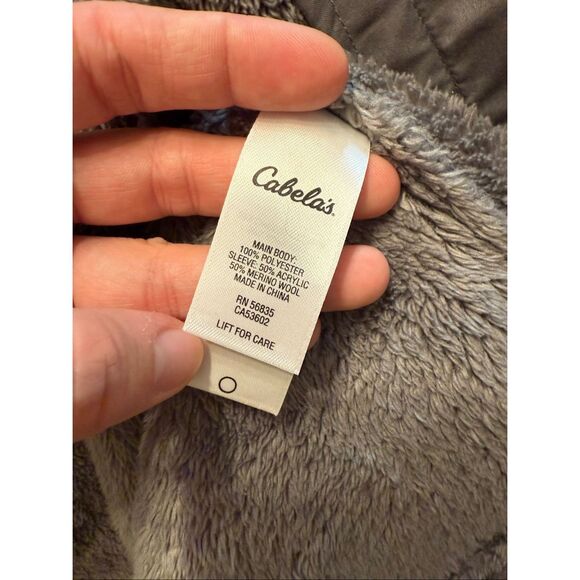 Cabela's
MAIN BODY:
100% POLYESTER
SLEEVE: 50% ACRYLIC
50% MERINO WOOL
MADE IN CHINA
RN 56835
CA53602
LIFT FOR CARE